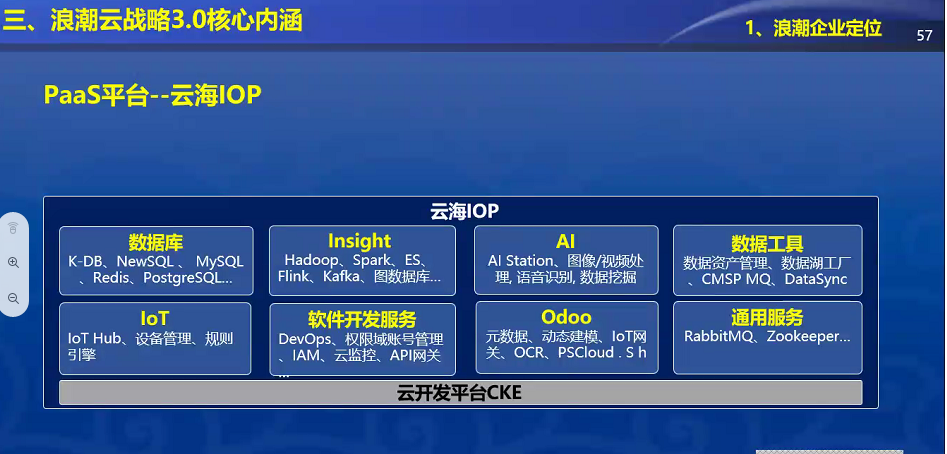 三、浪潮云战略3.0核心内涵
1、浪潮企业定位
57
PaaS平台--云海IOP
云海IOP
数据库
K-DB、NewSQL 、 MySQL
、Redis、PostgreSQL...
Insight
Hadoop、Spark、ES、
Flink、Kafka、图数据库...
AI
AI Station、图像/视频处
理, 语音识别, 数据挖掘
数据工具
数据资产管理、数据湖工厂
、CMSP MQ、DataSync
IoT
IoT Hub、设备管理、规则
引擎
软件开发服务
DevOps、权限域账号管理
、IAM、云监控、API网关
...
Odoo
元数据、动态建模、IoT网
关、OCR、PSCloud . S h
通用服务
RabbitMQ、Zookeeper...
云开发平台CKE